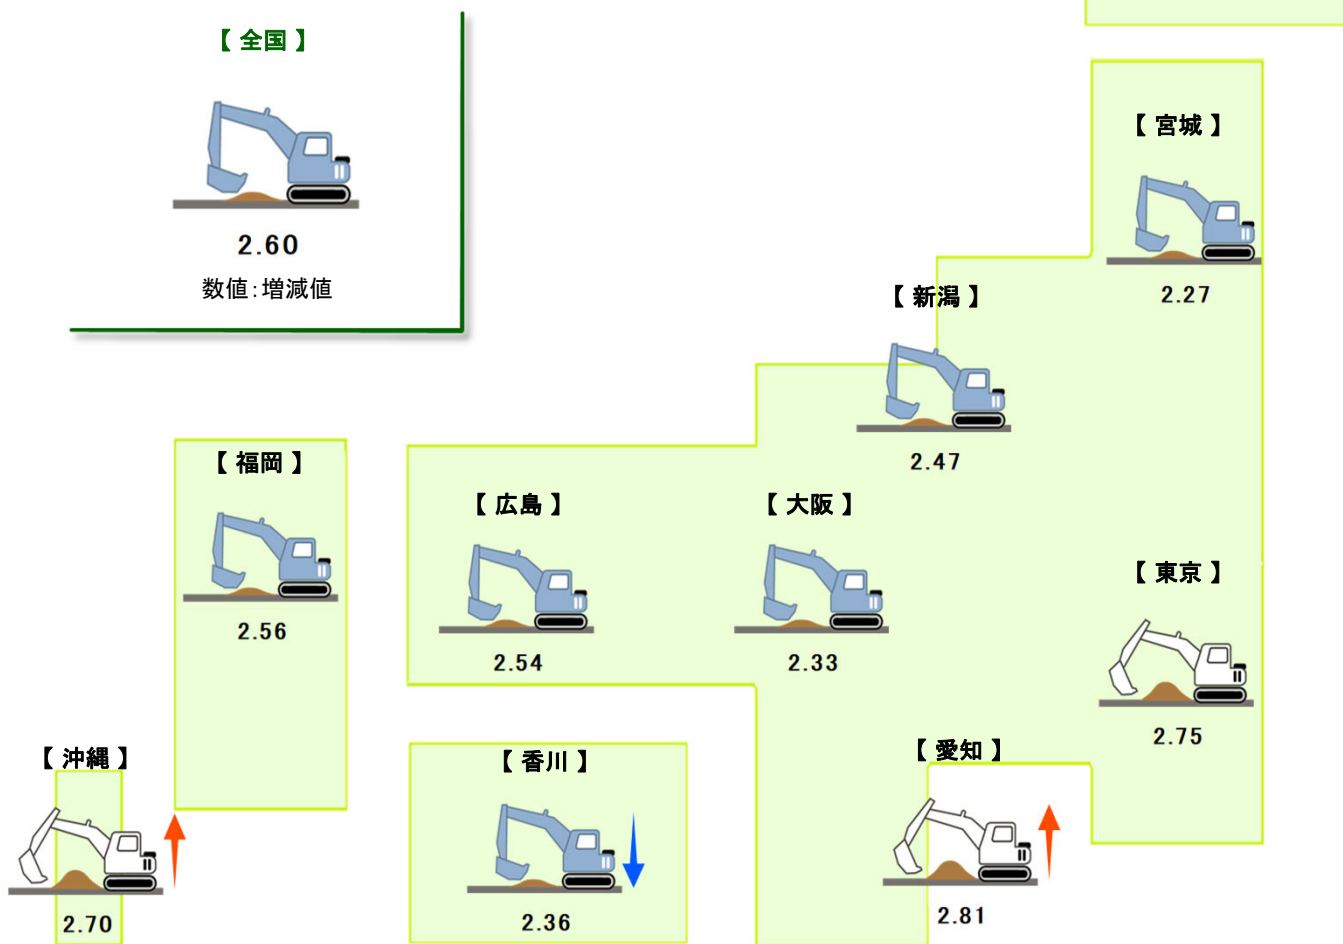 【 全国 】
2.60
数値:増減値
【 宮城 】
2.27
【 新潟 】
2.47
【 福岡 】
2.56
【 広島 】
2.54
【 大阪 】
2.33
【 東京 】
2.75
【 沖縄 】
2.70
【 香川 】
2.36
【 愛知 】
2.81